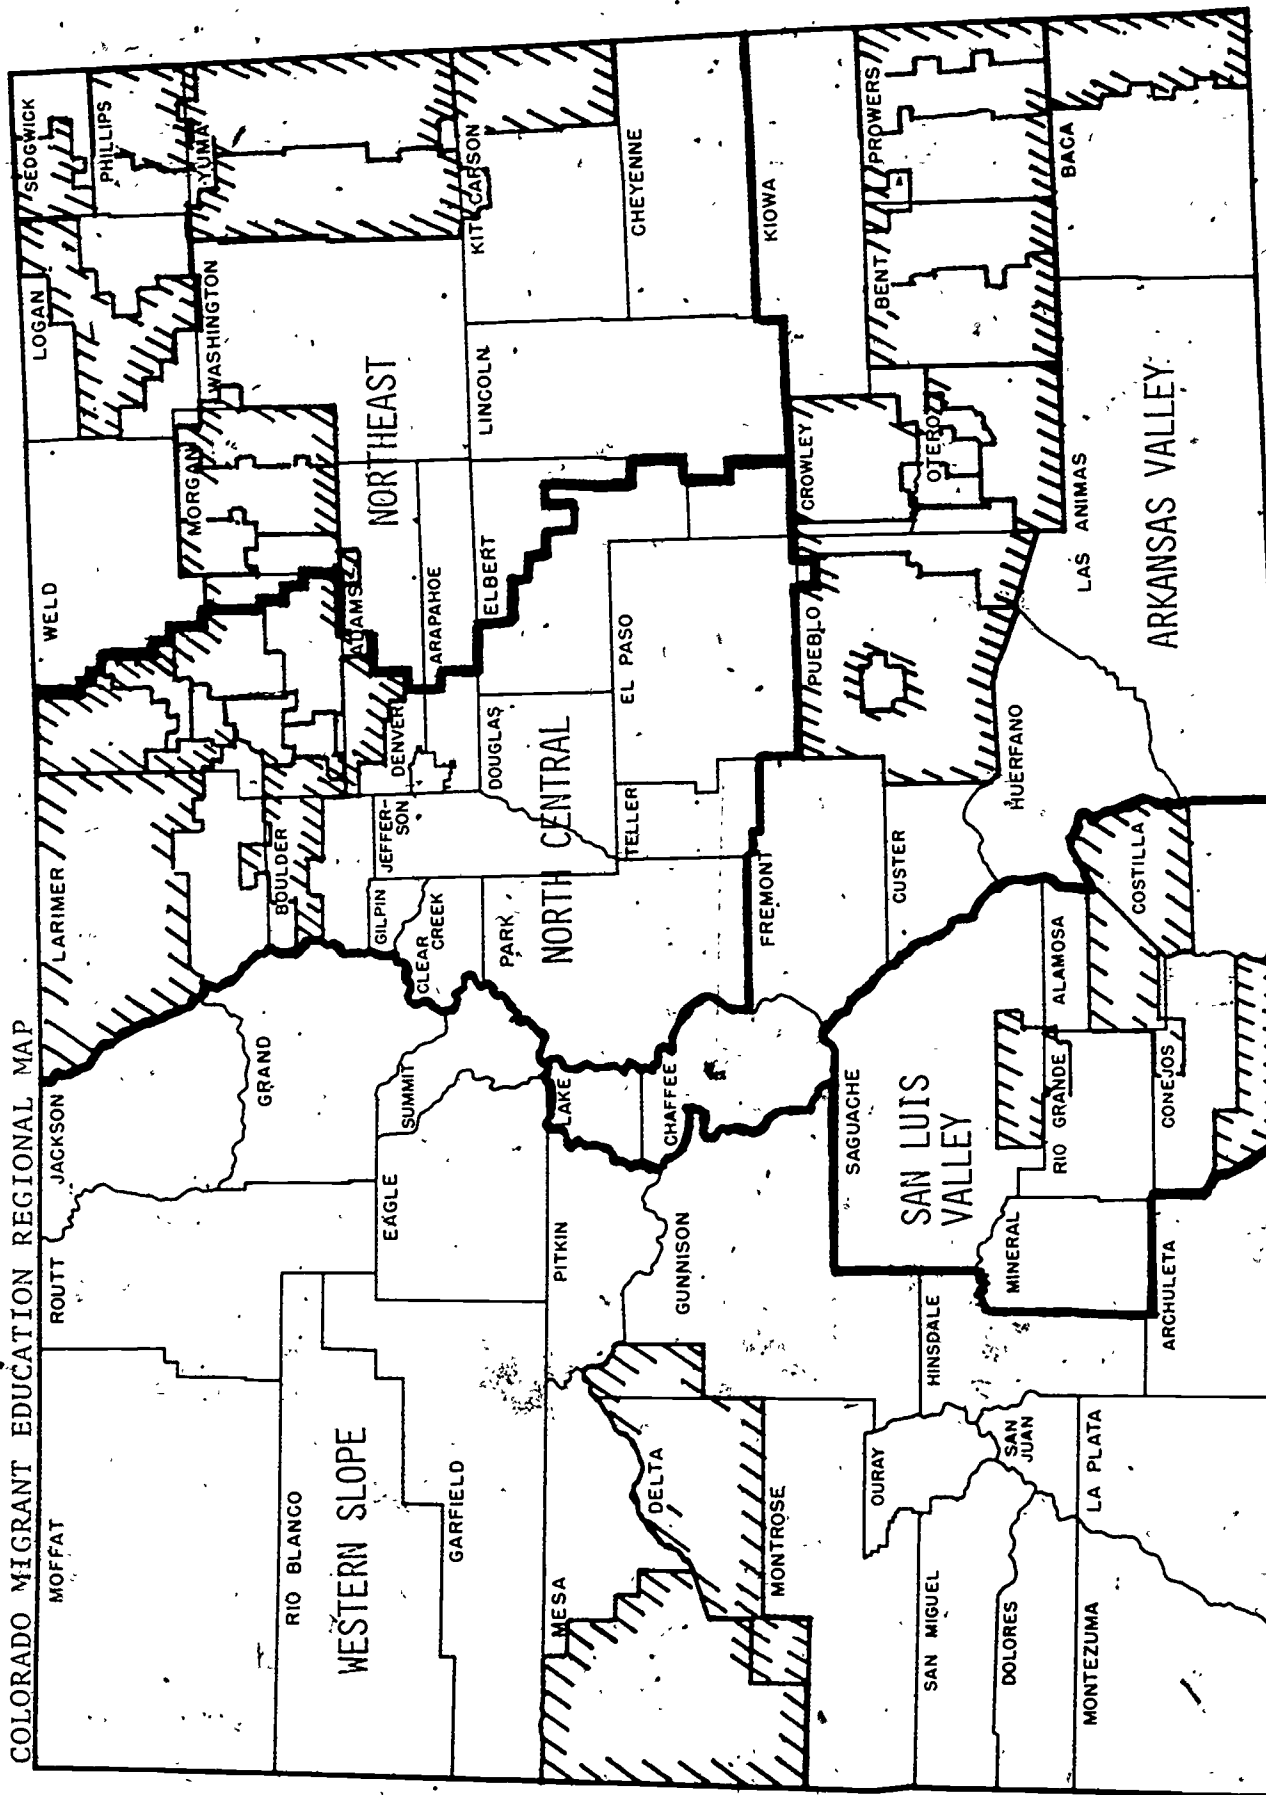 COLORADO MIGRANT EDUCATION REGIONAL MAP
MOFFAT
ROUTT
JACKSON
LARIMER
WELD
LOGAN
SEDGWICK
PHILLIPS
RIO BLANCO
GRAND
BOULDER
MORGAN
WASHINGTON
YUMA
WESTERN SLOPE
GARFIELD
EAGLE
SUMMIT
GILPIN
CLEAR
CREEK
JEFFER-
SON
DENVER
ADAMS
ARAPAHOE
NORTHEAST
MESA
PITKIN
LAKE
PARK
DOUGLAS
ELBERT
LINCOLN
KIT CARSON
NORTH CENTRAL
DELTA
GUNNISON
CHAFFEE
TELLER
EL PASO
CHEYENNE
MONTROSE
FREMONT
PUEBLO
CROWLEY
KIOWA
OURAY
SAGUACHE
CUSTER
OTERO
BENT
PROWERS
SAN MIGUEL
HINSDALE
SAN LUIS
VALLEY
DOLORES
SAN
JUAN
MINERAL
RIO GRANDE
ALAMOSA
HUERFANO
LAS ANIMAS
BACA
MONTEZUMA
LA PLATA
ARCHULETA
CONEJOS
COSTILLA
ARKANSAS VALLEY